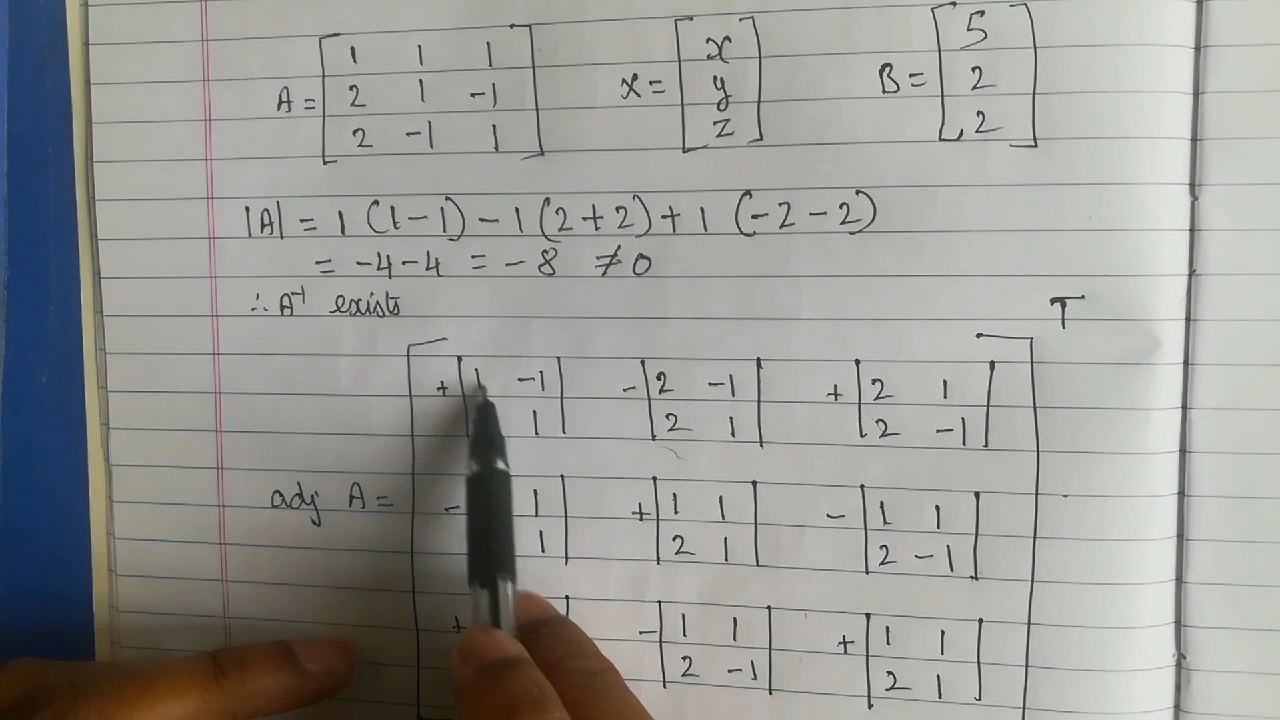 A = [1 1 1] X = [x] B = [5]
[2 1 -1] [y] [2]
[2 -1 1] [z] [2]
|A| = 1 (1-1) - 1 (2+2) + 1 (-2-2)
= -4-4 = -8 ≠0
∴ A⁻¹ exists
T
+ |1 -1| - |2 -1| + |2 1|
1| |2 1| |2 -1|
adj A =
- 1| + |1 1| - |1 1|
1| |2 1| |2 -1|
+ - |1 1| + |1 1|
|2 -1| |2 1|